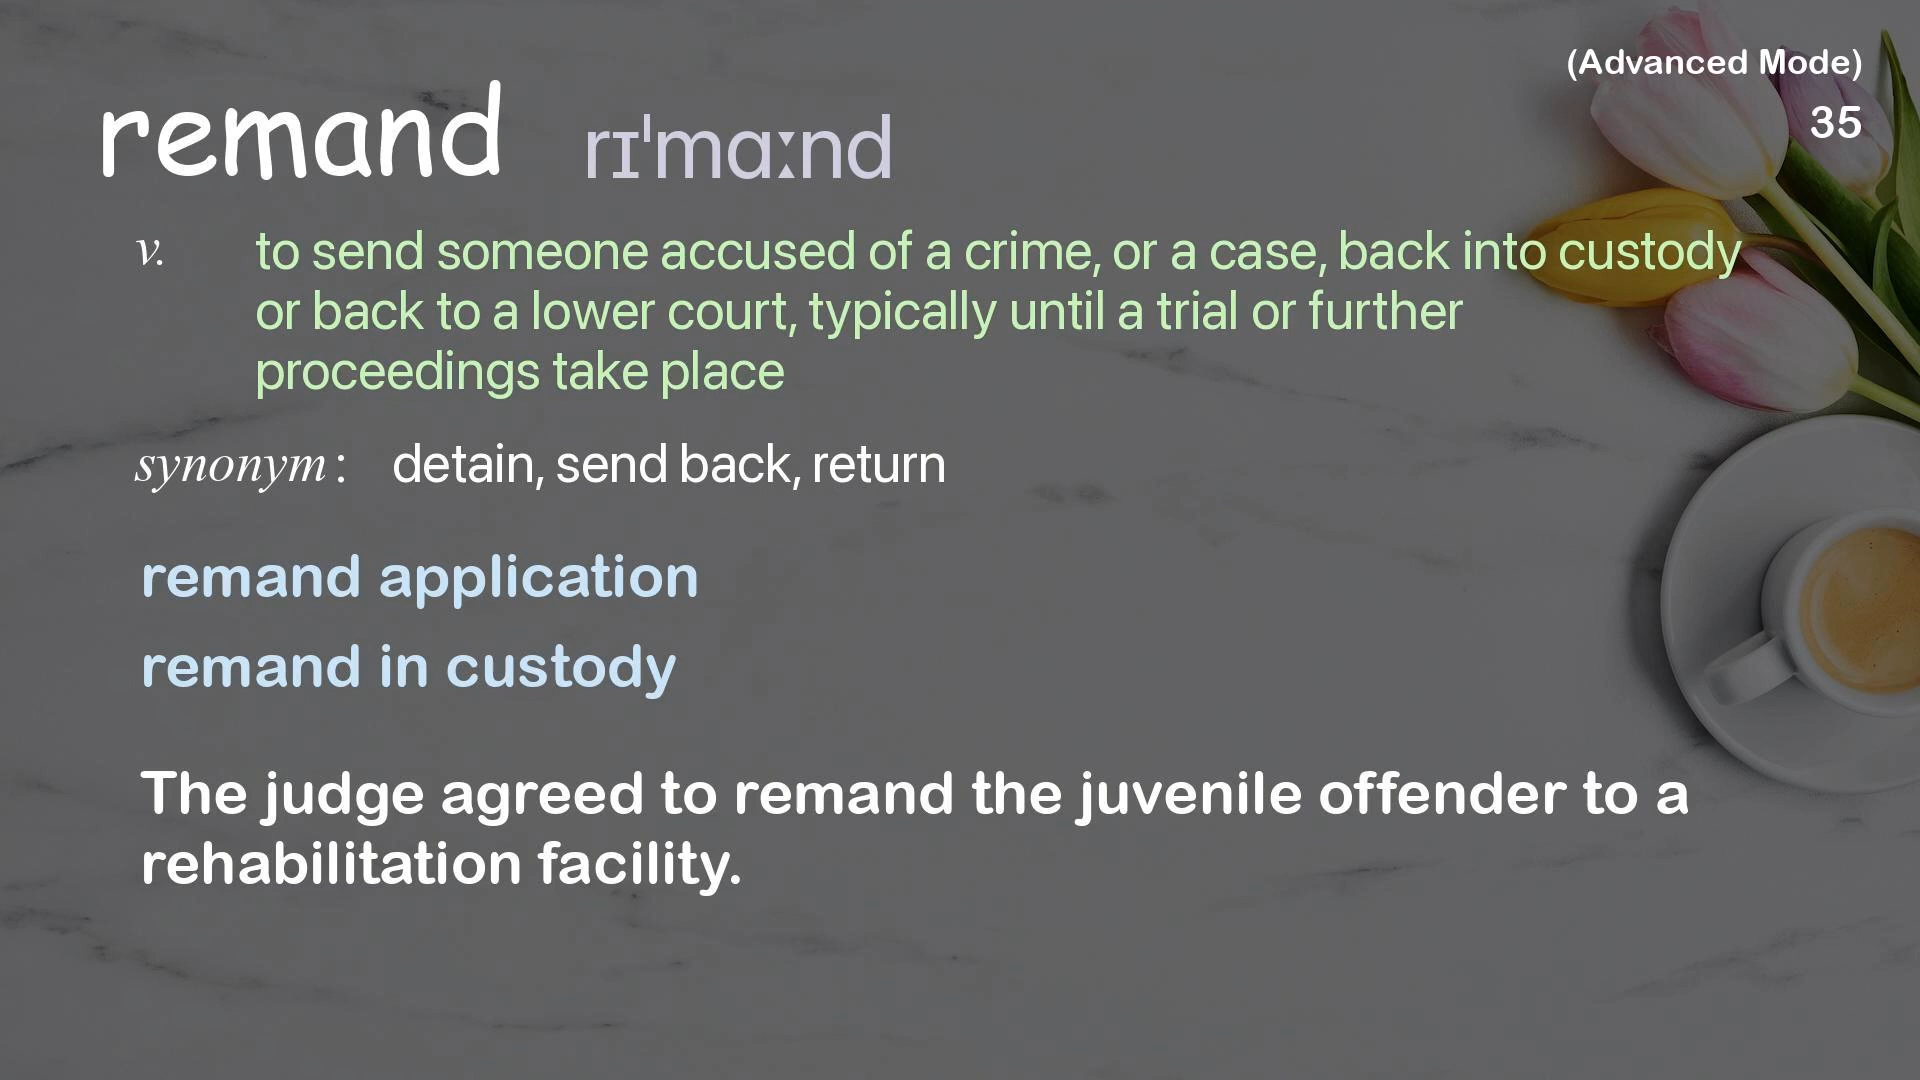 (Advanced Mode)
35
remand rɪˈmɑːnd
v. to send someone accused of a crime, or a case, back into custody
or back to a lower court, typically until a trial or further
proceedings take place
synonym : detain, send back, return
remand application
remand in custody
The judge agreed to remand the juvenile offender to a
rehabilitation facility.